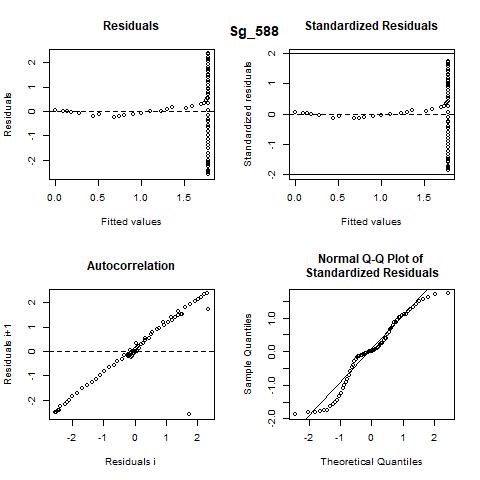 Sg_588
Residuals
Residuals
2
1
0
-1
-2
0.0
0.5
1.0
1.5
Fitted values
Standardized Residuals
Standardized residuals
2
1
0
-1
-2
0.0
0.5
1.0
1.5
Fitted values
Autocorrelation
Residuals i+1
2
1
0
-1
-2
-2
-1
0
1
2
Residuals i
Normal Q-Q Plot of
Standardized Residuals
Sample Quantiles
1.0
0.0
-1.0
-2.0
-2
-1
0
1
2
Theoretical Quantiles